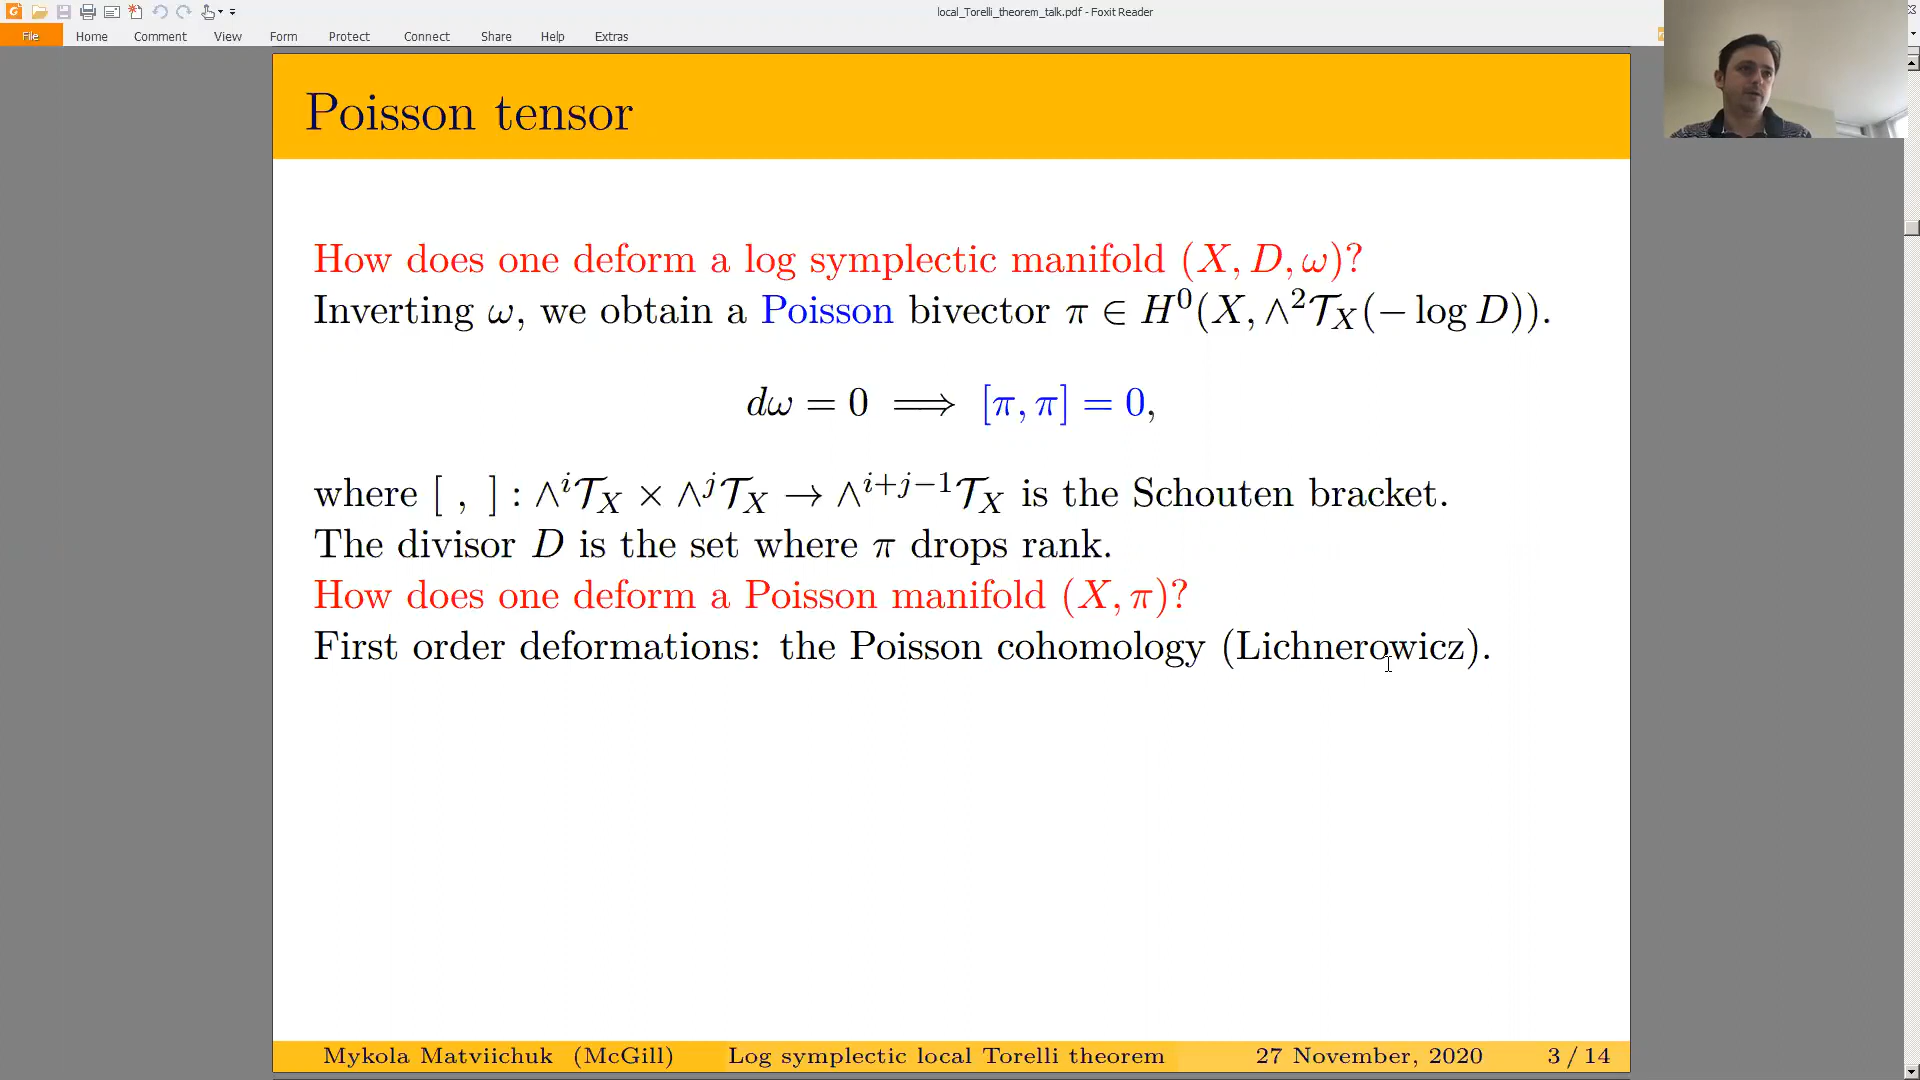 local_Torelli_theorem_talk.pdf - Foxit Reader
File Home Comment View Form Protect Connect Share Help Extras
Poisson tensor
How does one deform a log symplectic manifold (X, D, ω)?
Inverting ω, we obtain a Poisson bivector π ∈ H⁰(X, ∧²𝒯_X(− log D)).
dω = 0 ⟹ [π, π] = 0,
where [ , ] : ∧ⁱ𝒯_X × ∧ʲ𝒯_X → ∧ⁱ⁺ʲ⁻¹𝒯_X is the Schouten bracket.
The divisor D is the set where π drops rank.
How does one deform a Poisson manifold (X, π)?
First order deformations: the Poisson cohomology (Lichnerowicz).
Mykola Matviichuk (McGill) Log symplectic local Torelli theorem 27 November, 2020 3 / 14